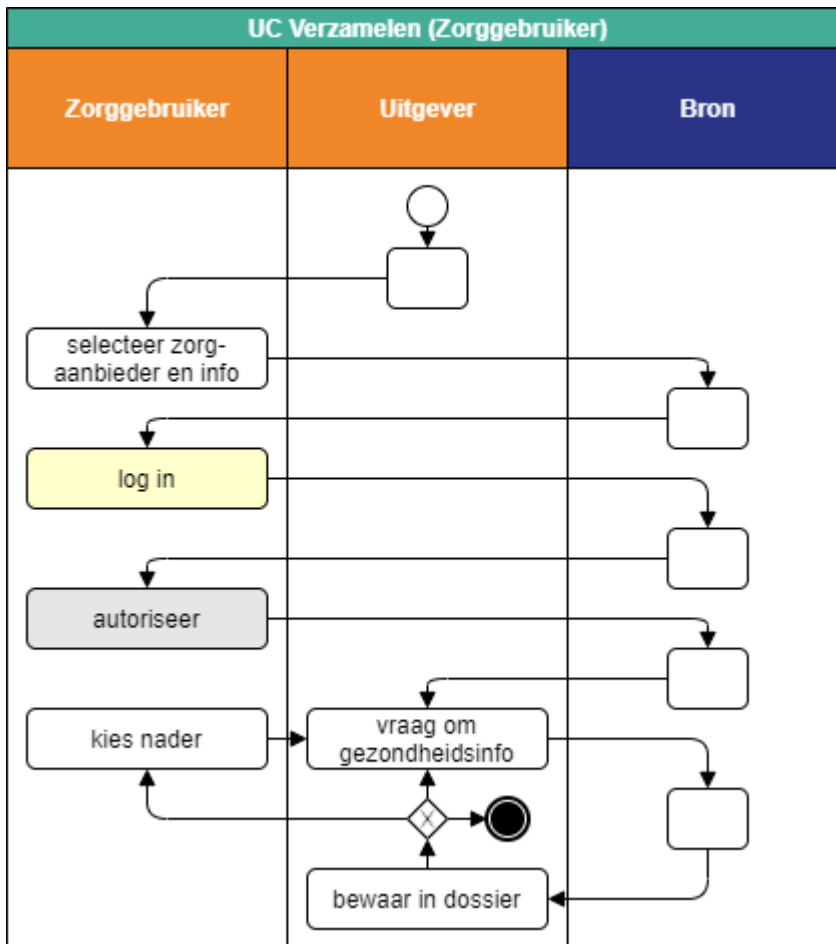 UC Verzamelen (Zorggebruiker)
Zorggebruiker
Uitgever
Bron
selecteer zorg-
aanbieder en info
log in
autoriseer
kies nader
vraag om
gezondheidsinfo
bewaar in dossier